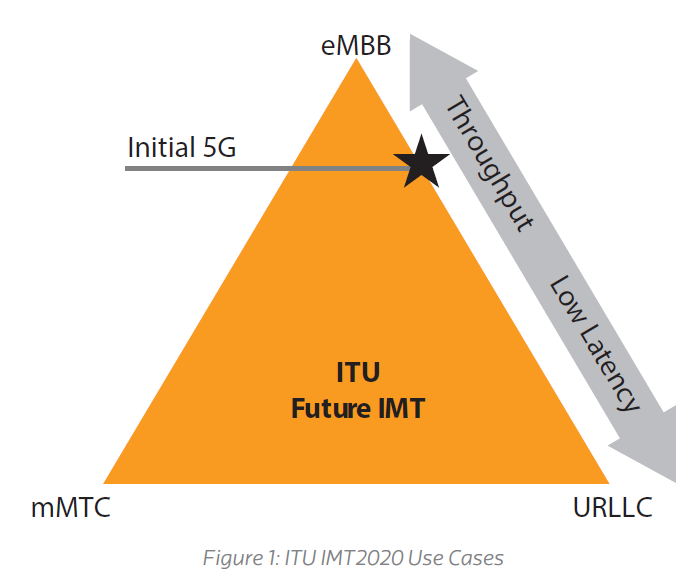 eMBB
Initial 5G
Throughput
Low Latency
ITU
Future IMT
mMTC
URLLC
Figure 1: ITU IMT2020 Use Cases